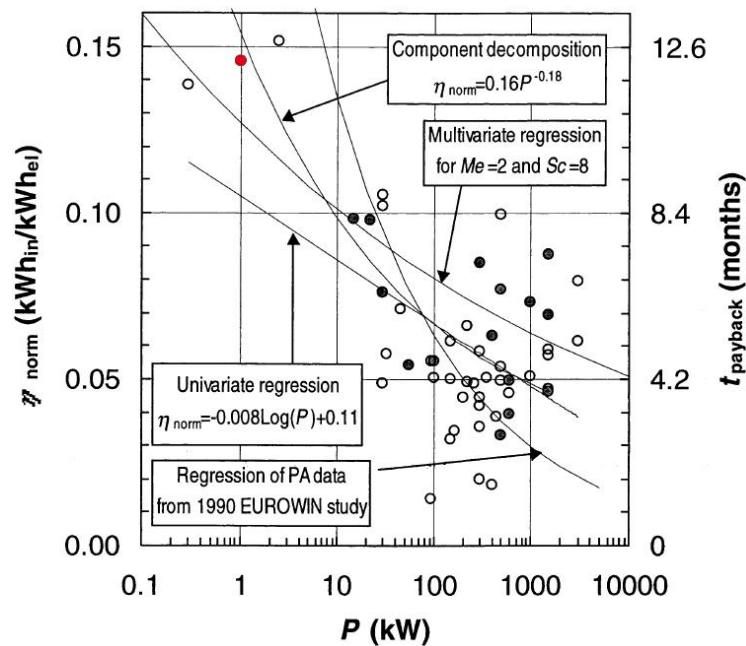 0.15
0.10
0.05
0.00
η norm (kWhin/kWhel)
12.6
8.4
4.2
0
tpayback (months)
0.1
1
10
100
1000
10000
P (kW)
Component decomposition
η norm=0.16P-0.18
Multivariate regression
for Me=2 and Sc=8
Univariate regression
η norm=-0.008Log(P)+0.11
Regression of PA data
from 1990 EUROWIN study